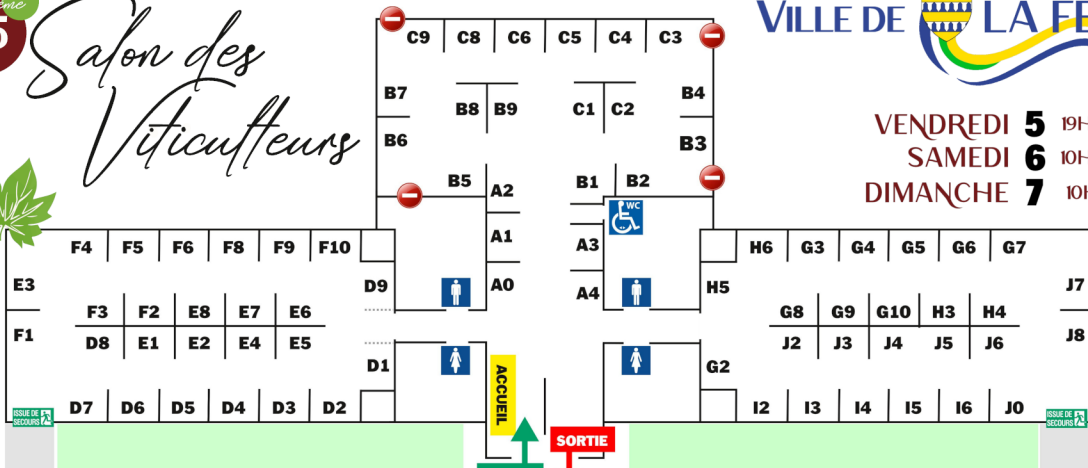 ème
5
Salon des
Viticulteurs
VILLE DE LA FE
VENDREDI 5 19H
SAMEDI 6 10H
DIMANCHE 7 10H
C9 C8 C6 C5 C4 C3
B7 B8 B9 C1 C2 B4
B6 B3
B5 A2 B1 B2
WC
A1 A3
F4 F5 F6 F8 F9 F10 H6 G3 G4 G5 G6 G7
E3 D9 A0 A4 H5 J7
F3 F2 E8 E7 E6 G8 G9 G10 H3 H4
F1 D8 E1 E2 E4 E5 J2 J3 J4 J5 J6 J8
D1 G2
ACCUEIL
D7 D6 D5 D4 D3 D2 I2 I3 I4 I5 I6 J0
ISSUE DE
SECOURS
ISSUE DE
SECOURS
SORTIE